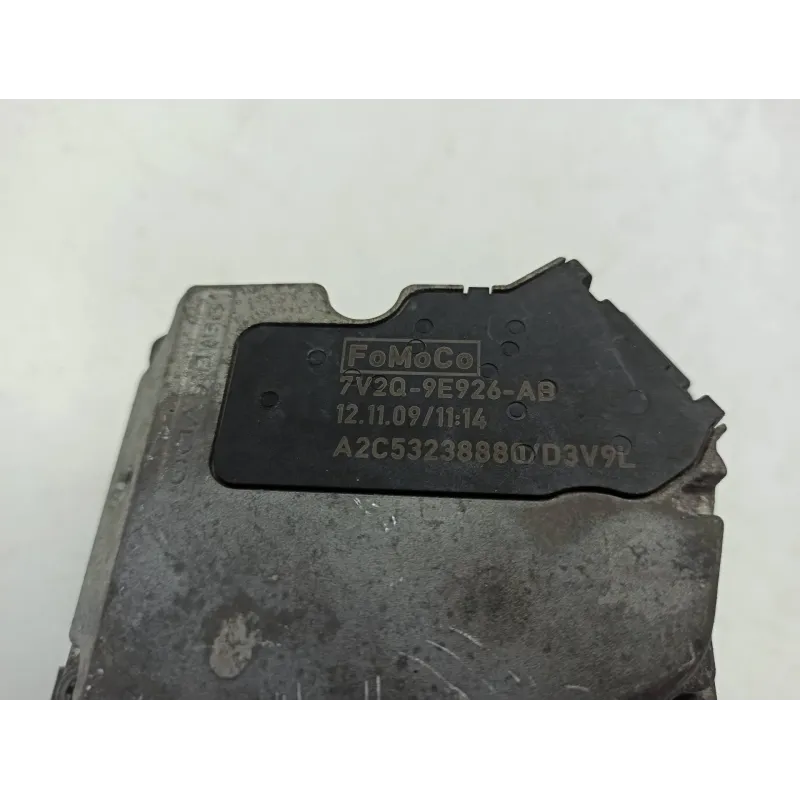 FoMoCo
7V2Q-9E926-AB
12.11.09/11:14
A2C53238880/D3V9L